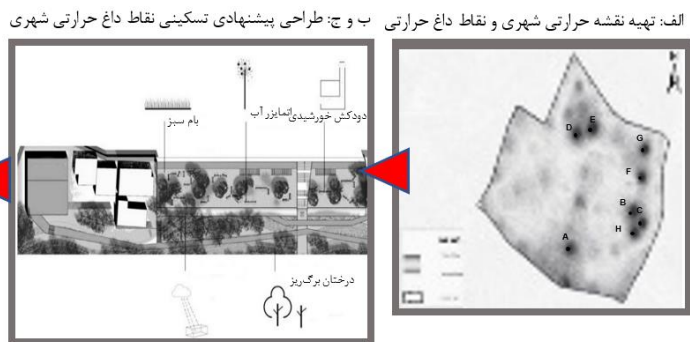 الف: تهیه نقشه حرارتی شهری و نقاط داغ حرارتی
ب و ج: طراحی پیشنهادی تسکینی نقاط داغ حرارتی شهری
دودکش خورشیدی
اتمایزر آب
بام سبز
درختان برگ‌ریز
E
D
G
F
B
C
H
A